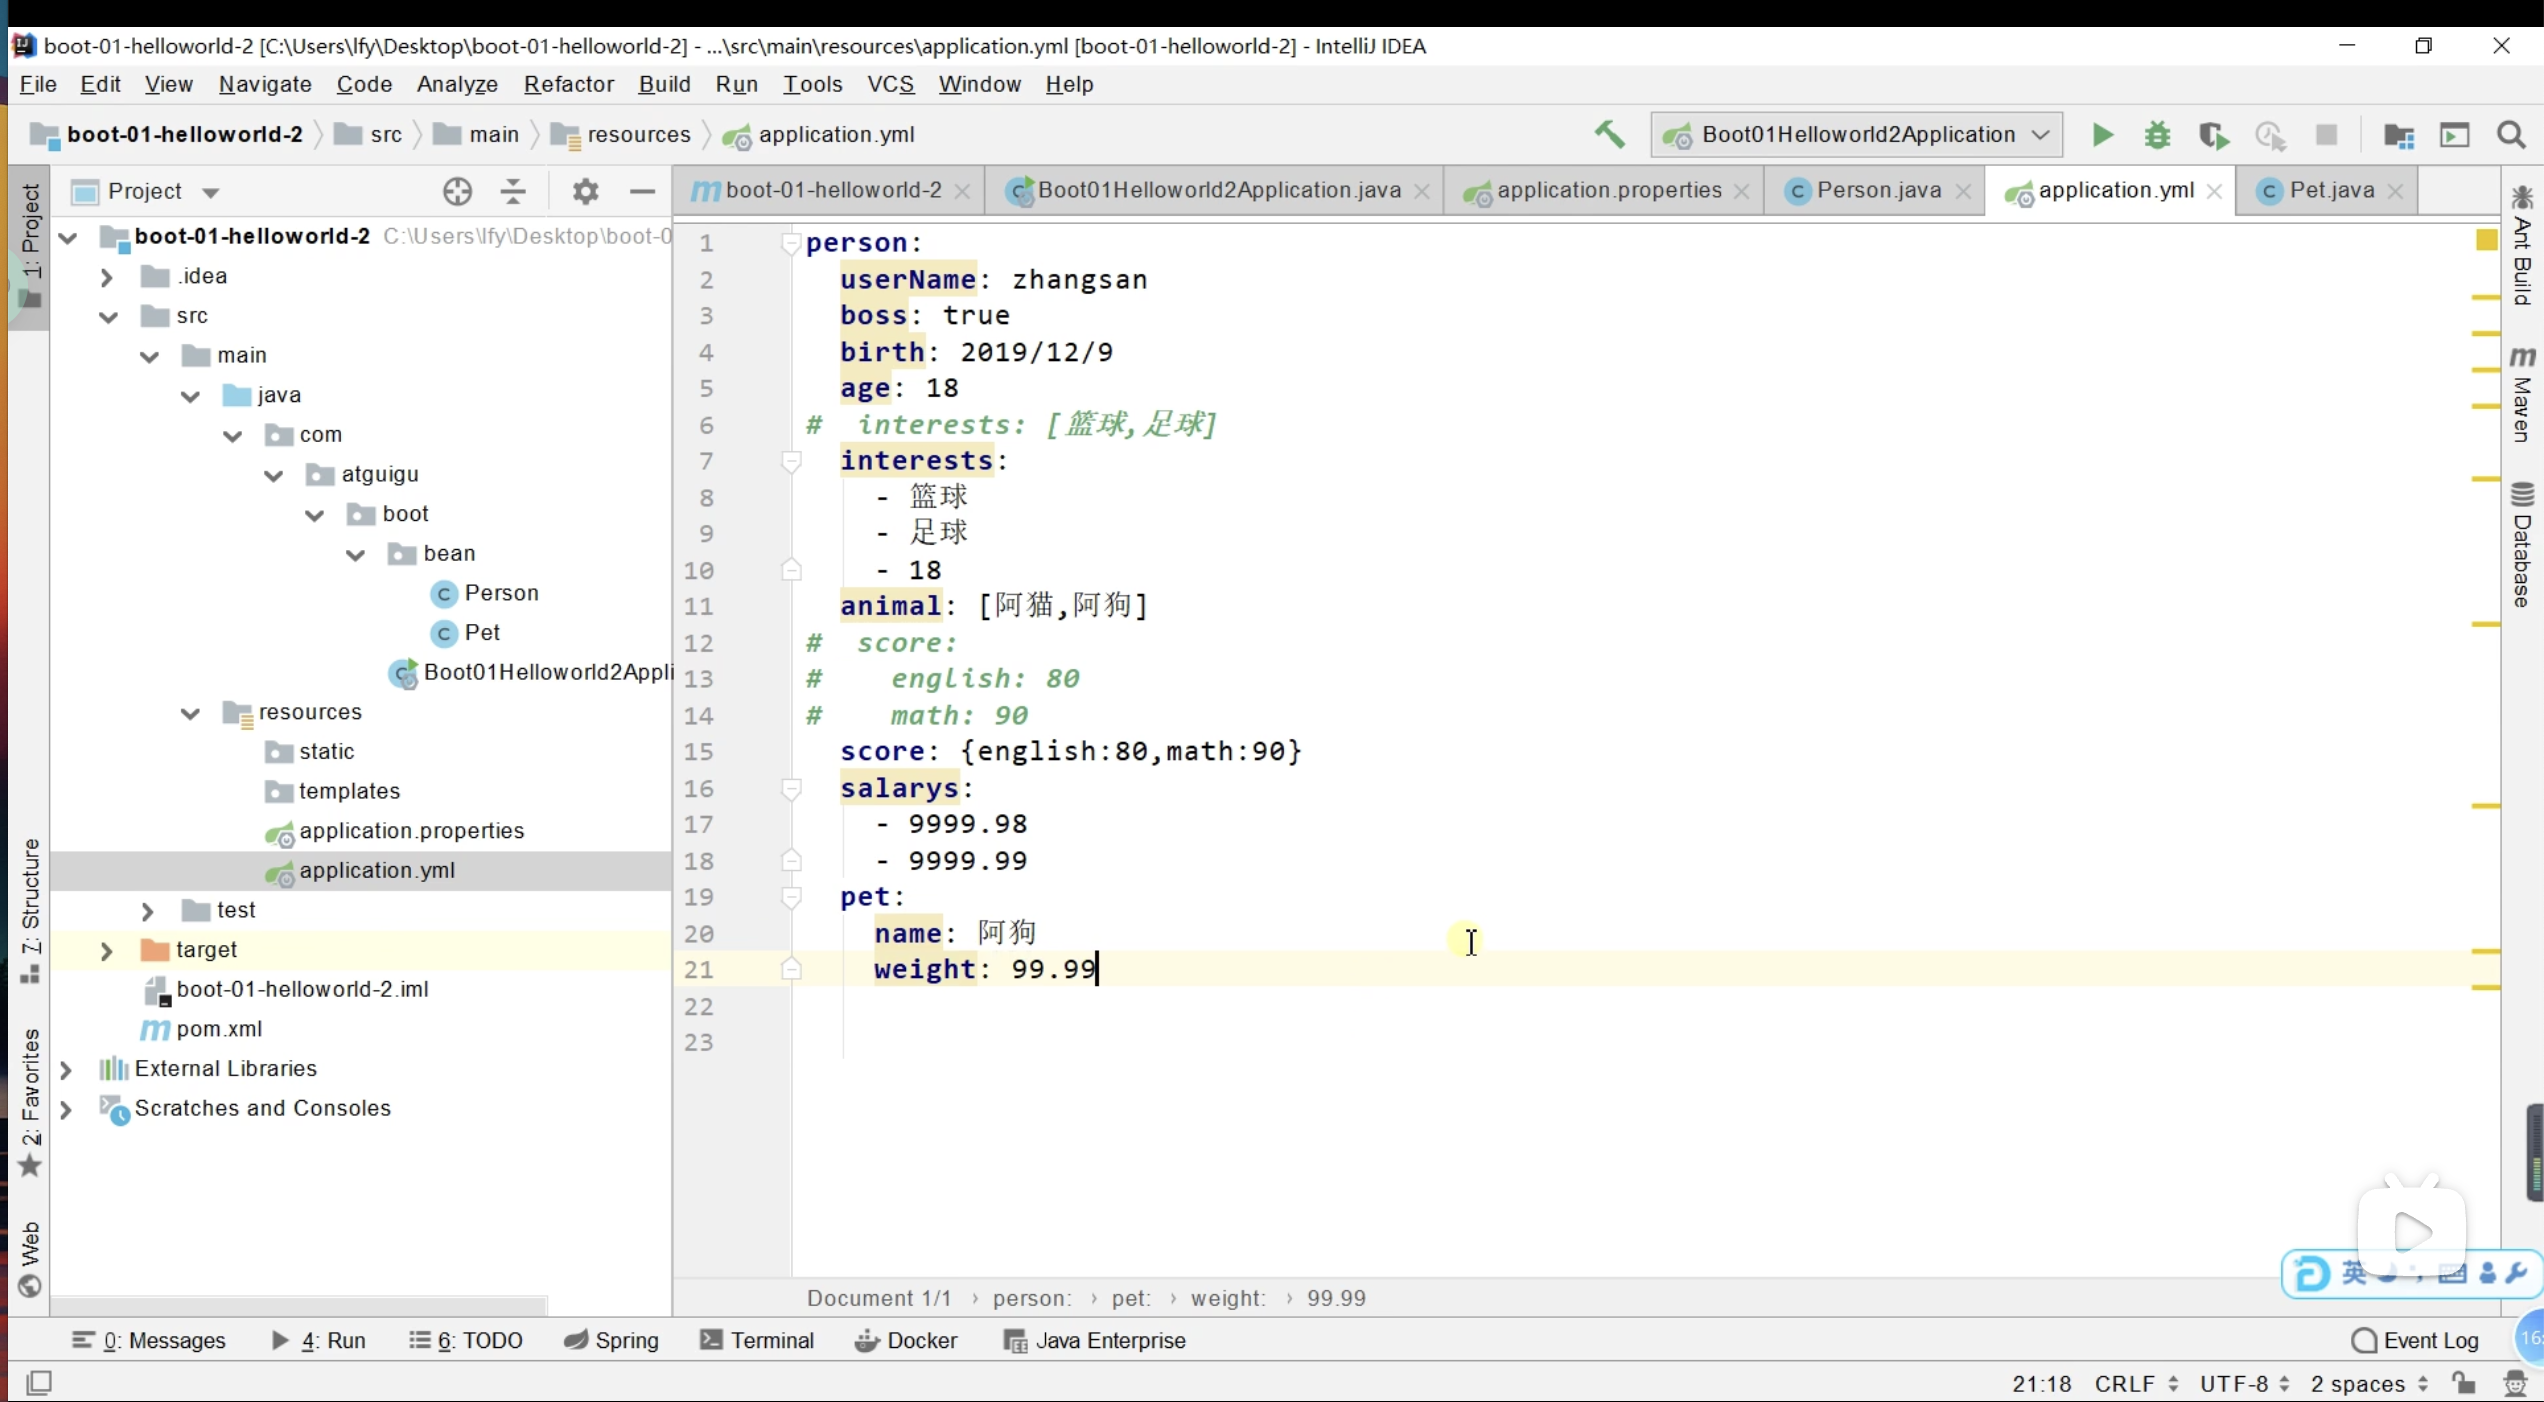 boot-01-helloworld-2 [C:\Users\lfy\Desktop\boot-01-helloworld-2] - ...\src\main\resources\application.yml [boot-01-helloworld-2] - IntelliJ IDEA
File Edit View Navigate Code Analyze Refactor Build Run Tools VCS Window Help
boot-01-helloworld-2 src main resources application.yml Boot01Helloworld2Application
Project boot-01-helloworld-2 Boot01Helloworld2Application.java application.properties Person.java application.yml Pet.java
1: Project
7: Structure
2: Favorites
Web
boot-01-helloworld-2 C:\Users\lfy\Desktop\boot-0
.idea
src
main
java
com
atguigu
boot
bean
Person
Pet
Boot01Helloworld2Appli
resources
static
templates
application.properties
application.yml
test
target
boot-01-helloworld-2.iml
pom.xml
External Libraries
Scratches and Consoles
1 person:
2 userName: zhangsan
3 boss: true
4 birth: 2019/12/9
5 age: 18
6 # interests: [篮球,足球]
7 interests:
8 - 篮球
9 - 足球
10 - 18
11 animal: [阿猫,阿狗]
12 # score:
13 # english: 80
14 # math: 90
15 score: {english:80,math:90}
16 salarys:
17 - 9999.98
18 - 9999.99
19 pet:
20 name: 阿狗
21 weight: 99.99
22
23
Ant Build
Maven
Database
英
Document 1/1 › person: › pet: › weight: › 99.99
0: Messages 4: Run 6: TODO Spring Terminal Docker Java Enterprise Event Log
21:18 CRLF UTF-8 2 spaces